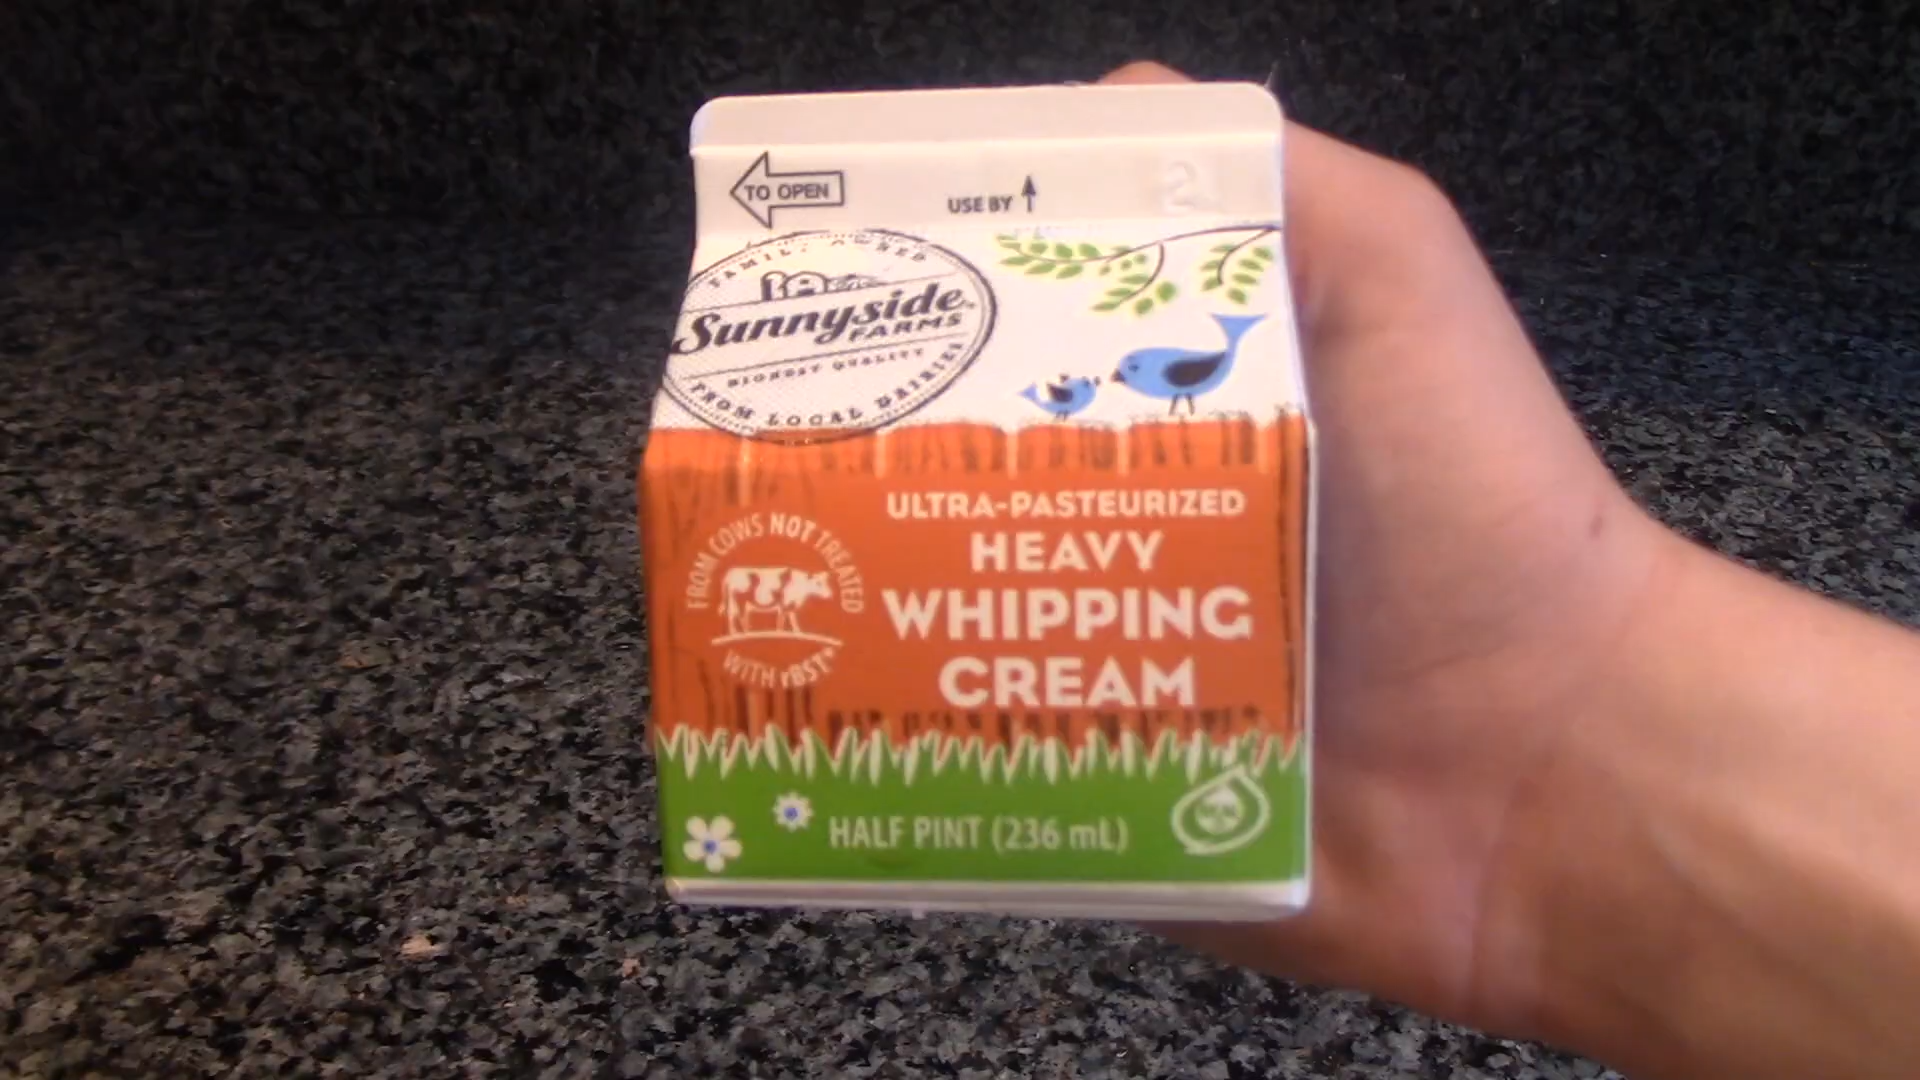 TO OPEN
USE BY
FAMILY OWNED
Sunnyside
FARMS
HIGHEST QUALITY
FROM LOCAL DAIRIES
ULTRA-PASTEURIZED
HEAVY
WHIPPING
CREAM
FROM COWS NOT TREATED
WITH rBST*
HALF PINT (236 mL)